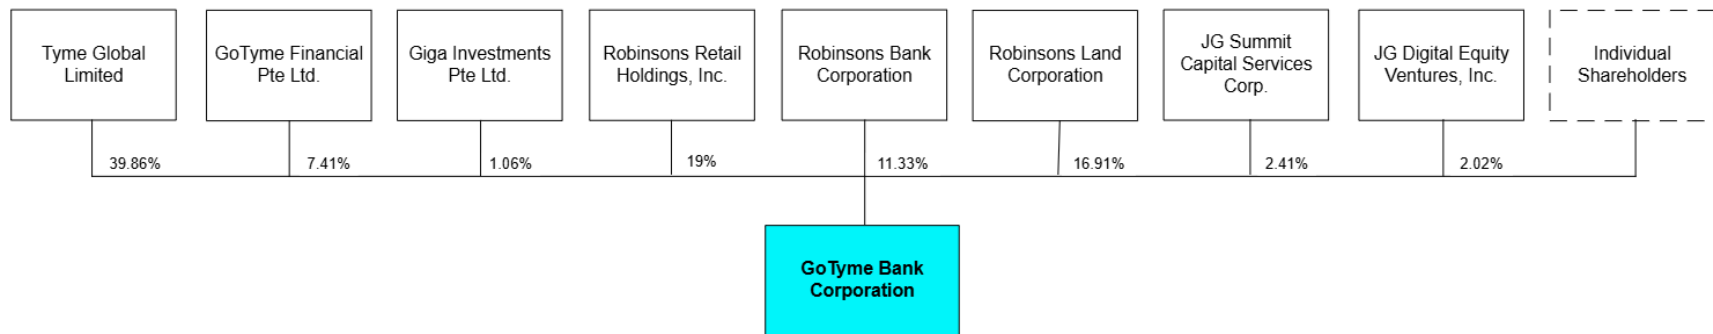 Tyme Global
Limited
GoTyme Financial
Pte Ltd.
Giga Investments
Pte Ltd.
Robinsons Retail
Holdings, Inc.
Robinsons Bank
Corporation
Robinsons Land
Corporation
JG Summit
Capital Services
Corp.
JG Digital Equity
Ventures, Inc.
Individual
Shareholders
39.86%
7.41%
1.06%
19%
11.33%
16.91%
2.41%
2.02%
GoTyme Bank
Corporation